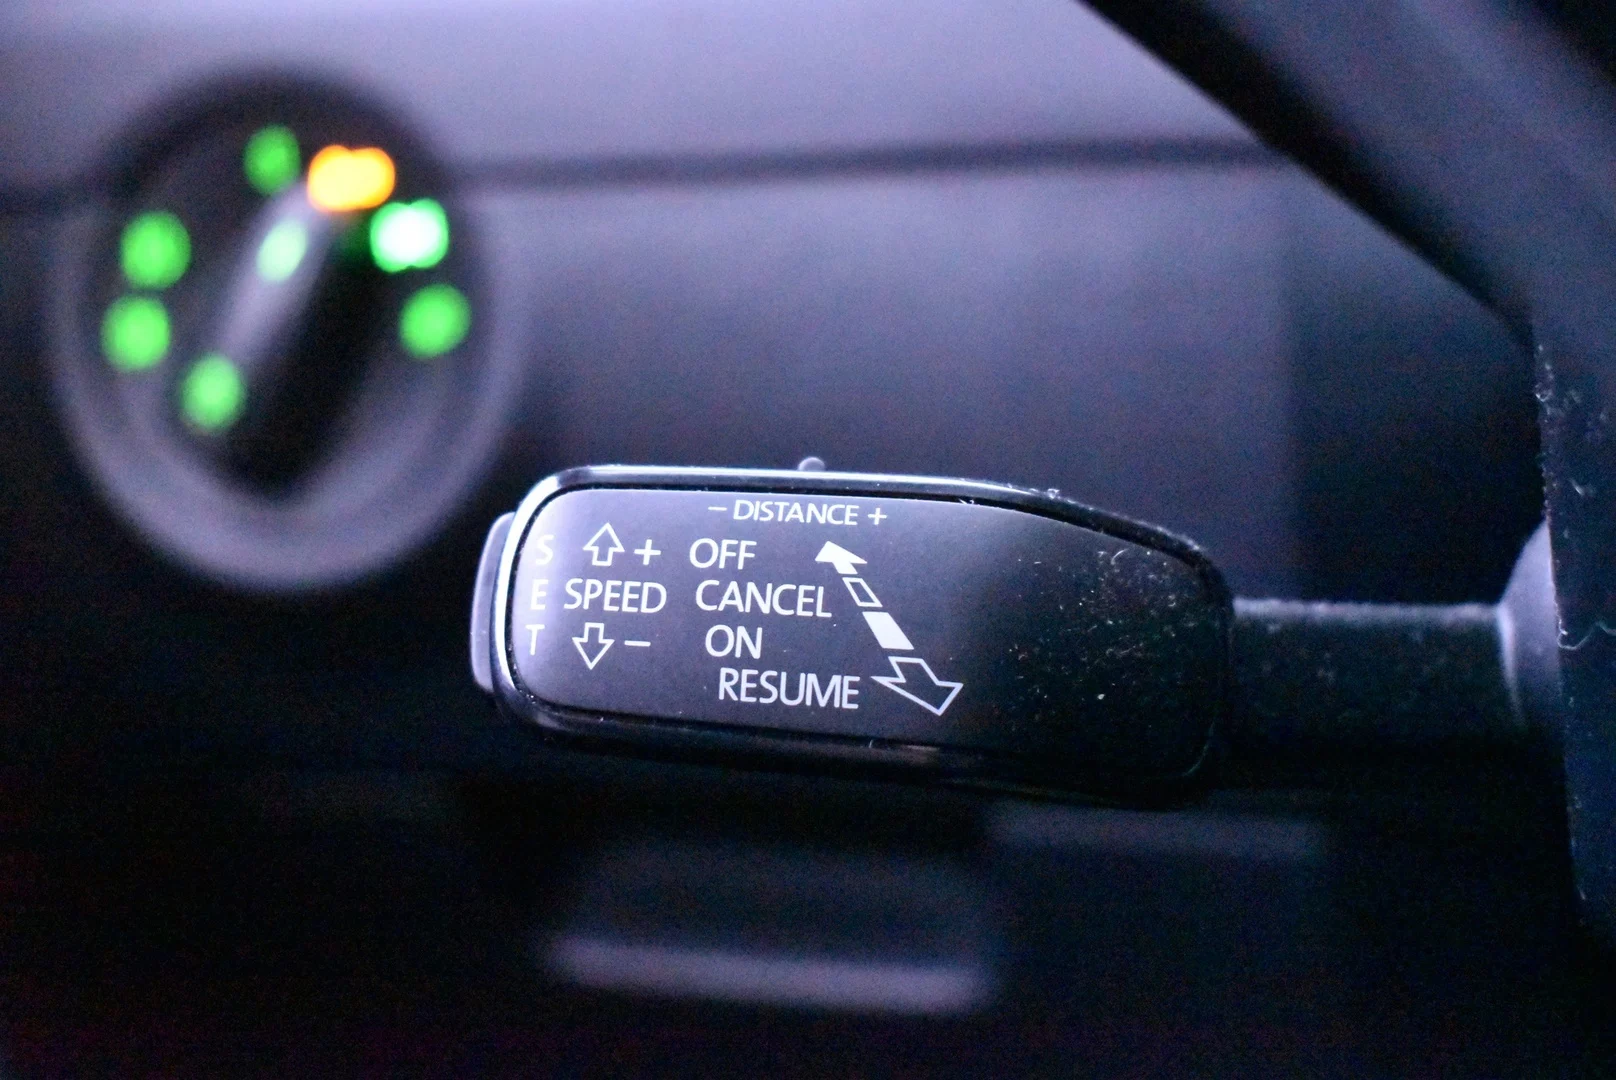 – DISTANCE +
S + OFF
E SPEED CANCEL
T – ON
RESUME